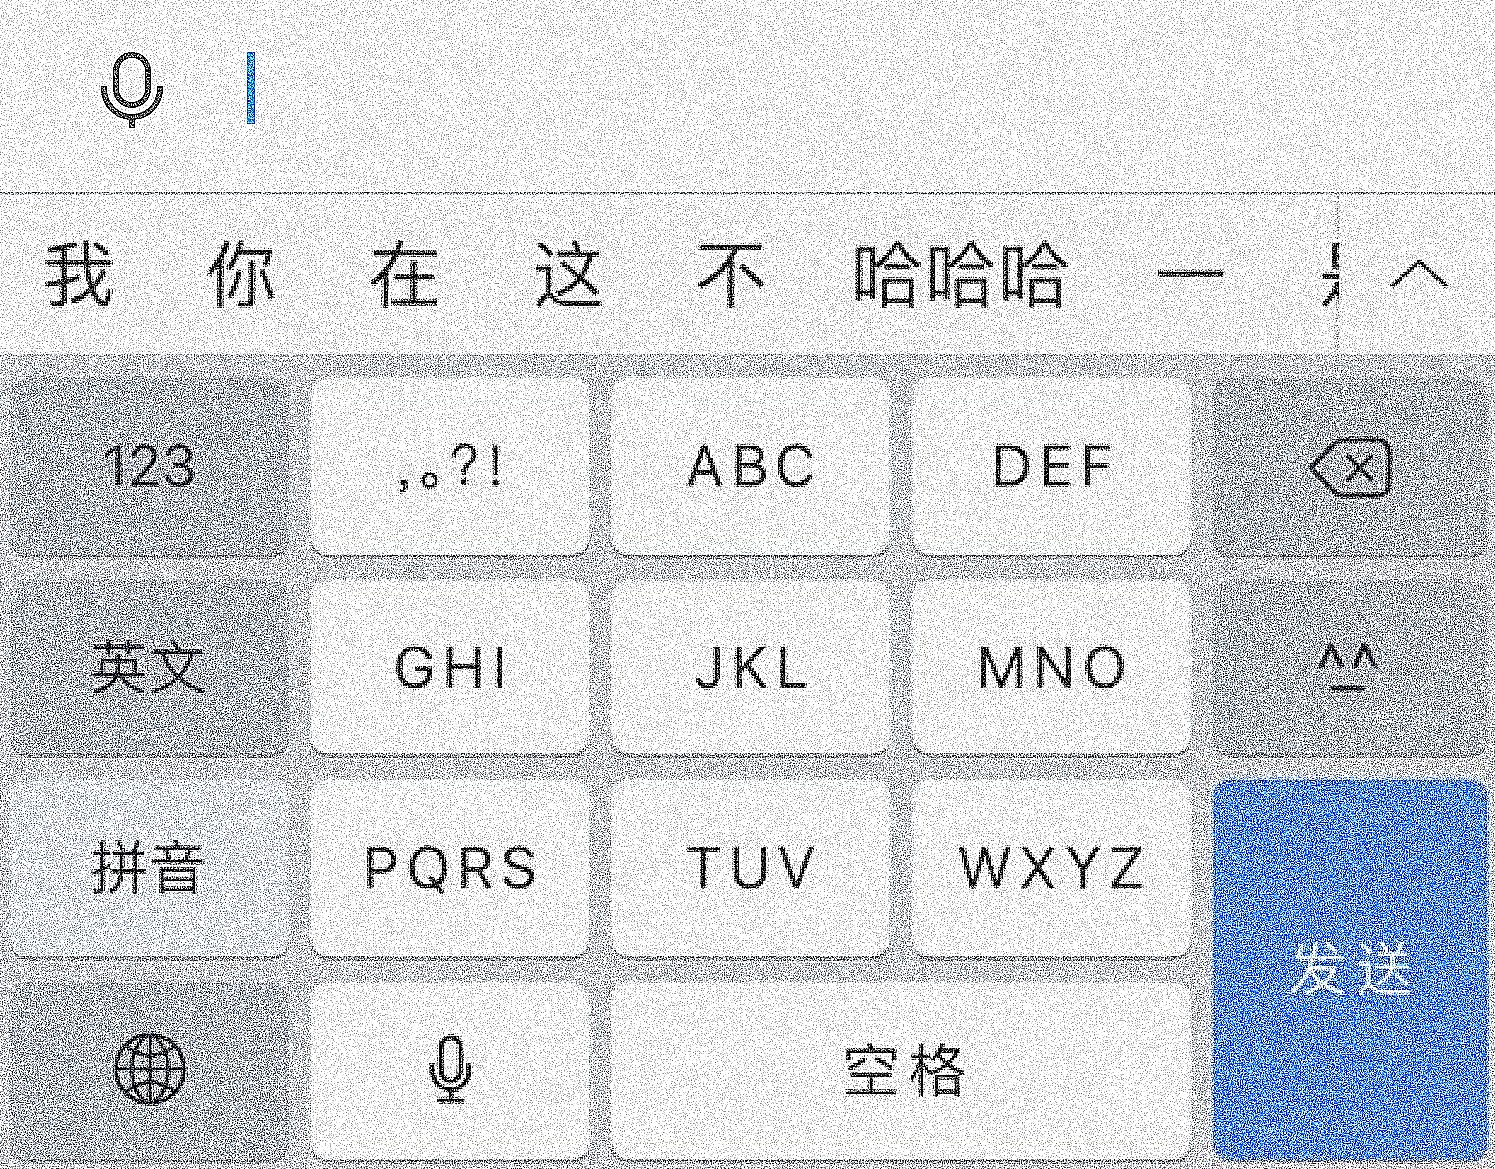 我 你 在 这 不 哈哈哈 一
123 ,。?! ABC DEF
英文 GHI JKL MNO ^^
拼音 PQRS TUV WXYZ
发送
空格